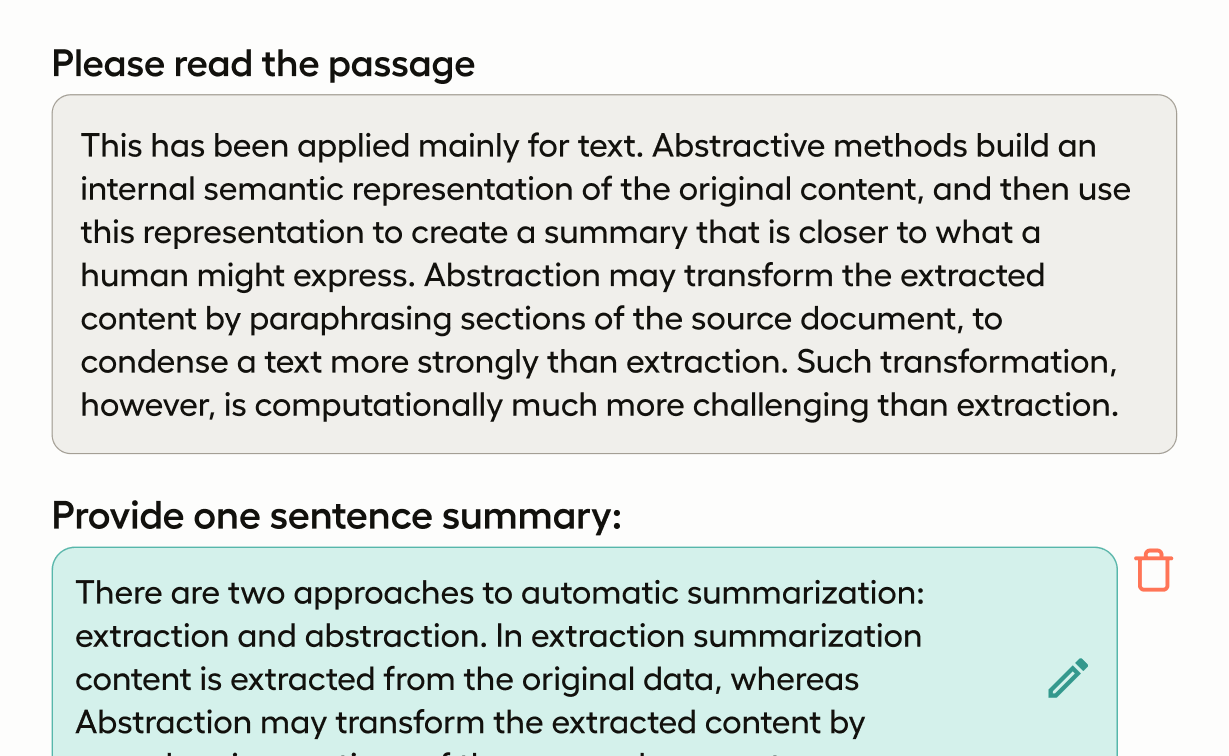 Please read the passage
This has been applied mainly for text. Abstractive methods build an
internal semantic representation of the original content, and then use
this representation to create a summary that is closer to what a
human might express. Abstraction may transform the extracted
content by paraphrasing sections of the source document, to
condense a text more strongly than extraction. Such transformation,
however, is computationally much more challenging than extraction.
Provide one sentence summary:
There are two approaches to automatic summarization:
extraction and abstraction. In extraction summarization
content is extracted from the original data, whereas
Abstraction may transform the extracted content by